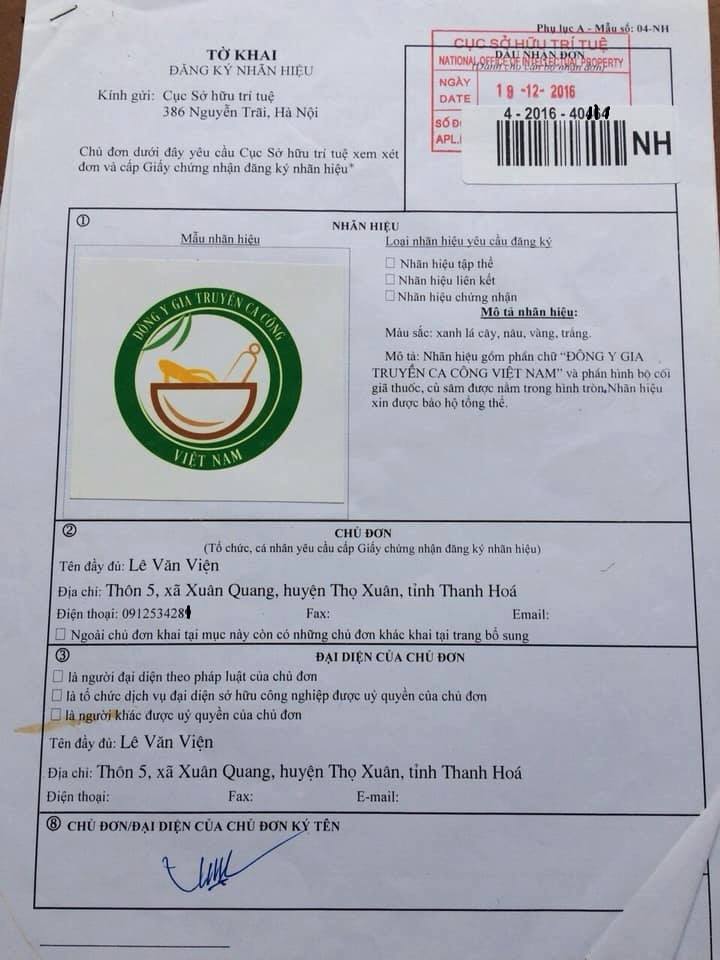 Phụ lục A - Mẫu số: 04-NH
TỜ KHAI
ĐĂNG KÝ NHÃN HIỆU
Kính gửi: Cục Sở hữu trí tuệ
386 Nguyễn Trãi, Hà Nội
Chủ đơn dưới đây yêu cầu Cục Sở hữu trí tuệ xem xét
đơn và cấp Giấy chứng nhận đăng ký nhãn hiệu*
DẤU NHẬN ĐƠN
(Dành cho cán bộ nhận đơn)
CỤC SỞ HỮU TRÍ TUỆ
NATIONAL OFFICE OF INTELLECTUAL PROPERTY
NGÀY
DATE
19 -12- 2016
SỐ Đ
APL.
4 - 2016 -
NH
①
NHÃN HIỆU
Mẫu nhãn hiệu
ĐÔNG Y GIA TRUYỀN CA CÔNG
VIỆT NAM
Loại nhãn hiệu yêu cầu đăng ký
☐ Nhãn hiệu tập thể
☐ Nhãn hiệu liên kết
☐ Nhãn hiệu chứng nhận
Mô tả nhãn hiệu:
Màu sắc: xanh lá cây, nâu, vàng, trắng.
Mô tả: Nhãn hiệu gồm phần chữ “ĐÔNG Y GIA
TRUYỀN CA CÔNG VIỆT NAM” và phần hình bộ cối
giã thuốc, củ sâm được nằm trong hình tròn. Nhãn hiệu
xin được bảo hộ tổng thể.
②
CHỦ ĐƠN
(Tổ chức, cá nhân yêu cầu cấp Giấy chứng nhận đăng ký nhãn hiệu)
Tên đầy đủ: Lê Văn Viện
Địa chỉ: Thôn 5, xã Xuân Quang, huyện Thọ Xuân, tỉnh Thanh Hoá
Điện thoại: 091253428 Fax: Email:
☐ Ngoài chủ đơn khai tại mục này còn có những chủ đơn khác khai tại trang bổ sung
③
ĐẠI DIỆN CỦA CHỦ ĐƠN
☐ là người đại diện theo pháp luật của chủ đơn
☐ là tổ chức dịch vụ đại diện sở hữu công nghiệp được uỷ quyền của chủ đơn
☐ là người khác được uỷ quyền của chủ đơn
Tên đầy đủ: Lê Văn Viện
Địa chỉ: Thôn 5, xã Xuân Quang, huyện Thọ Xuân, tỉnh Thanh Hoá
Điện thoại: Fax: E-mail:
⑧ CHỦ ĐƠN/ĐẠI DIỆN CỦA CHỦ ĐƠN KÝ TÊN